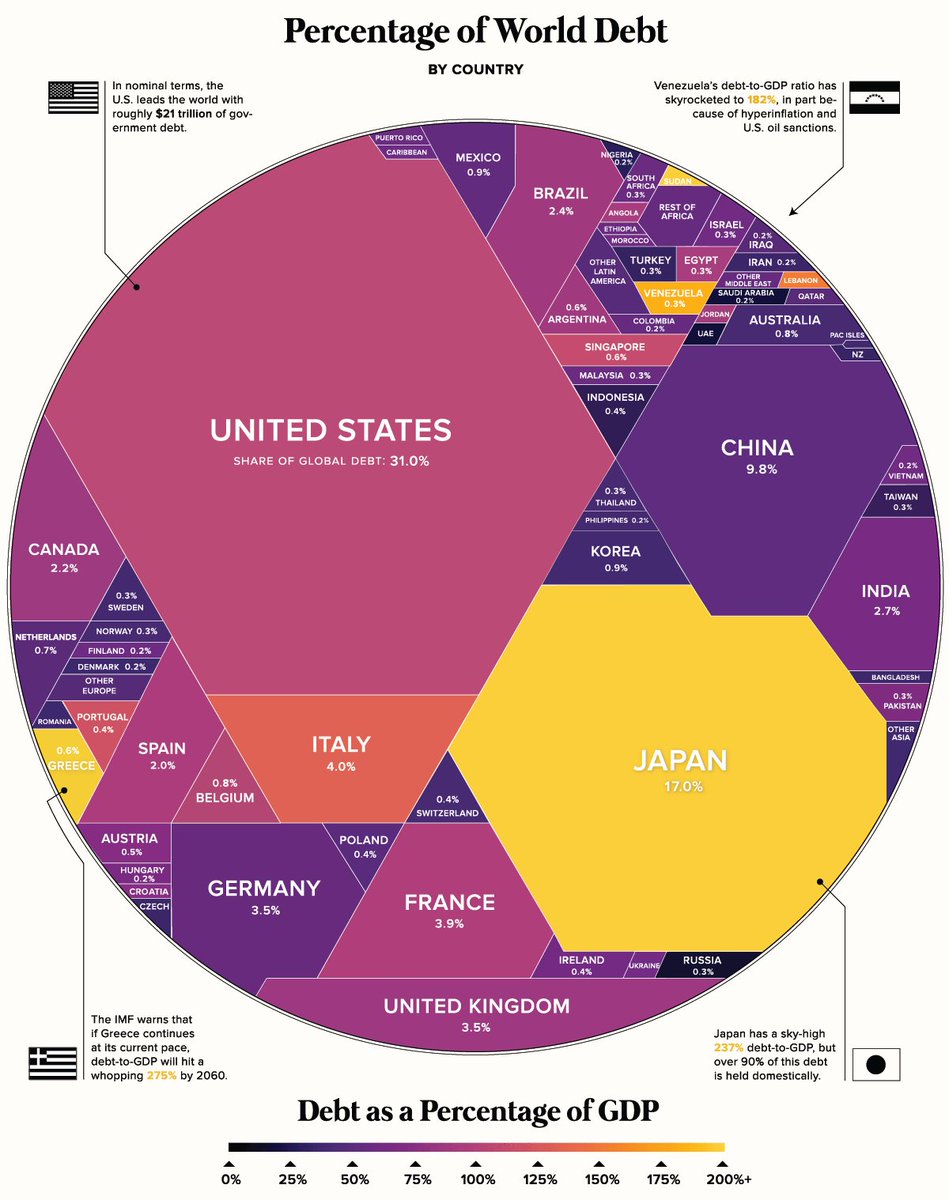 Percentage of World Debt
BY COUNTRY
In nominal terms, the
U.S. leads the world with
roughly $21 trillion of gov-
ernment debt.
Venezuela's debt-to-GDP ratio has
skyrocketed to 182%, in part be-
cause of hyperinflation and
U.S. oil sanctions.
PUERTO RICO
CARIBBEAN
MEXICO
0.9%
BRAZIL
2.4%
NIGERIA
0.2%
SOUTH
AFRICA
0.3%
SUDAN
ANGOLA
REST OF
AFRICA
ETHIOPIA
MOROCCO
ISRAEL
0.3%
0.2%
IRAQ
OTHER
LATIN
AMERICA
TURKEY
0.3%
EGYPT
0.3%
IRAN 0.2%
OTHER
MIDDLE EAST
LEBANON
VENEZUELA
0.3%
SAUDI ARABIA
0.2%
QATAR
0.6%
ARGENTINA
COLOMBIA
0.2%
JORDAN
UAE
AUSTRALIA
0.8%
PAC ISLES
NZ
SINGAPORE
0.6%
MALAYSIA 0.3%
INDONESIA
0.4%
UNITED STATES
SHARE OF GLOBAL DEBT: 31.0%
CHINA
9.8%
0.2%
VIETNAM
TAIWAN
0.3%
0.3%
THAILAND
PHILIPPINES 0.2%
KOREA
0.9%
CANADA
2.2%
INDIA
2.7%
0.3%
SWEDEN
NETHERLANDS
0.7%
NORWAY 0.3%
FINLAND 0.2%
DENMARK 0.2%
OTHER
EUROPE
BANGLADESH
0.3%
PAKISTAN
OTHER
ASIA
ROMANIA
PORTUGAL
0.4%
0.6%
GREECE
SPAIN
2.0%
0.8%
BELGIUM
ITALY
4.0%
JAPAN
17.0%
0.4%
SWITZERLAND
AUSTRIA
0.5%
HUNGARY
0.2%
CROATIA
CZECH
GERMANY
3.5%
POLAND
0.4%
FRANCE
3.9%
IRELAND
0.4%
UKRAINE
RUSSIA
0.3%
UNITED KINGDOM
3.5%
The IMF warns that
if Greece continues
at its current pace,
debt-to-GDP will hit a
whopping 275% by 2060.
Japan has a sky-high
237% debt-to-GDP, but
over 90% of this debt
is held domestically.
Debt as a Percentage of GDP
0% 25% 50% 75% 100% 125% 150% 175% 200%+